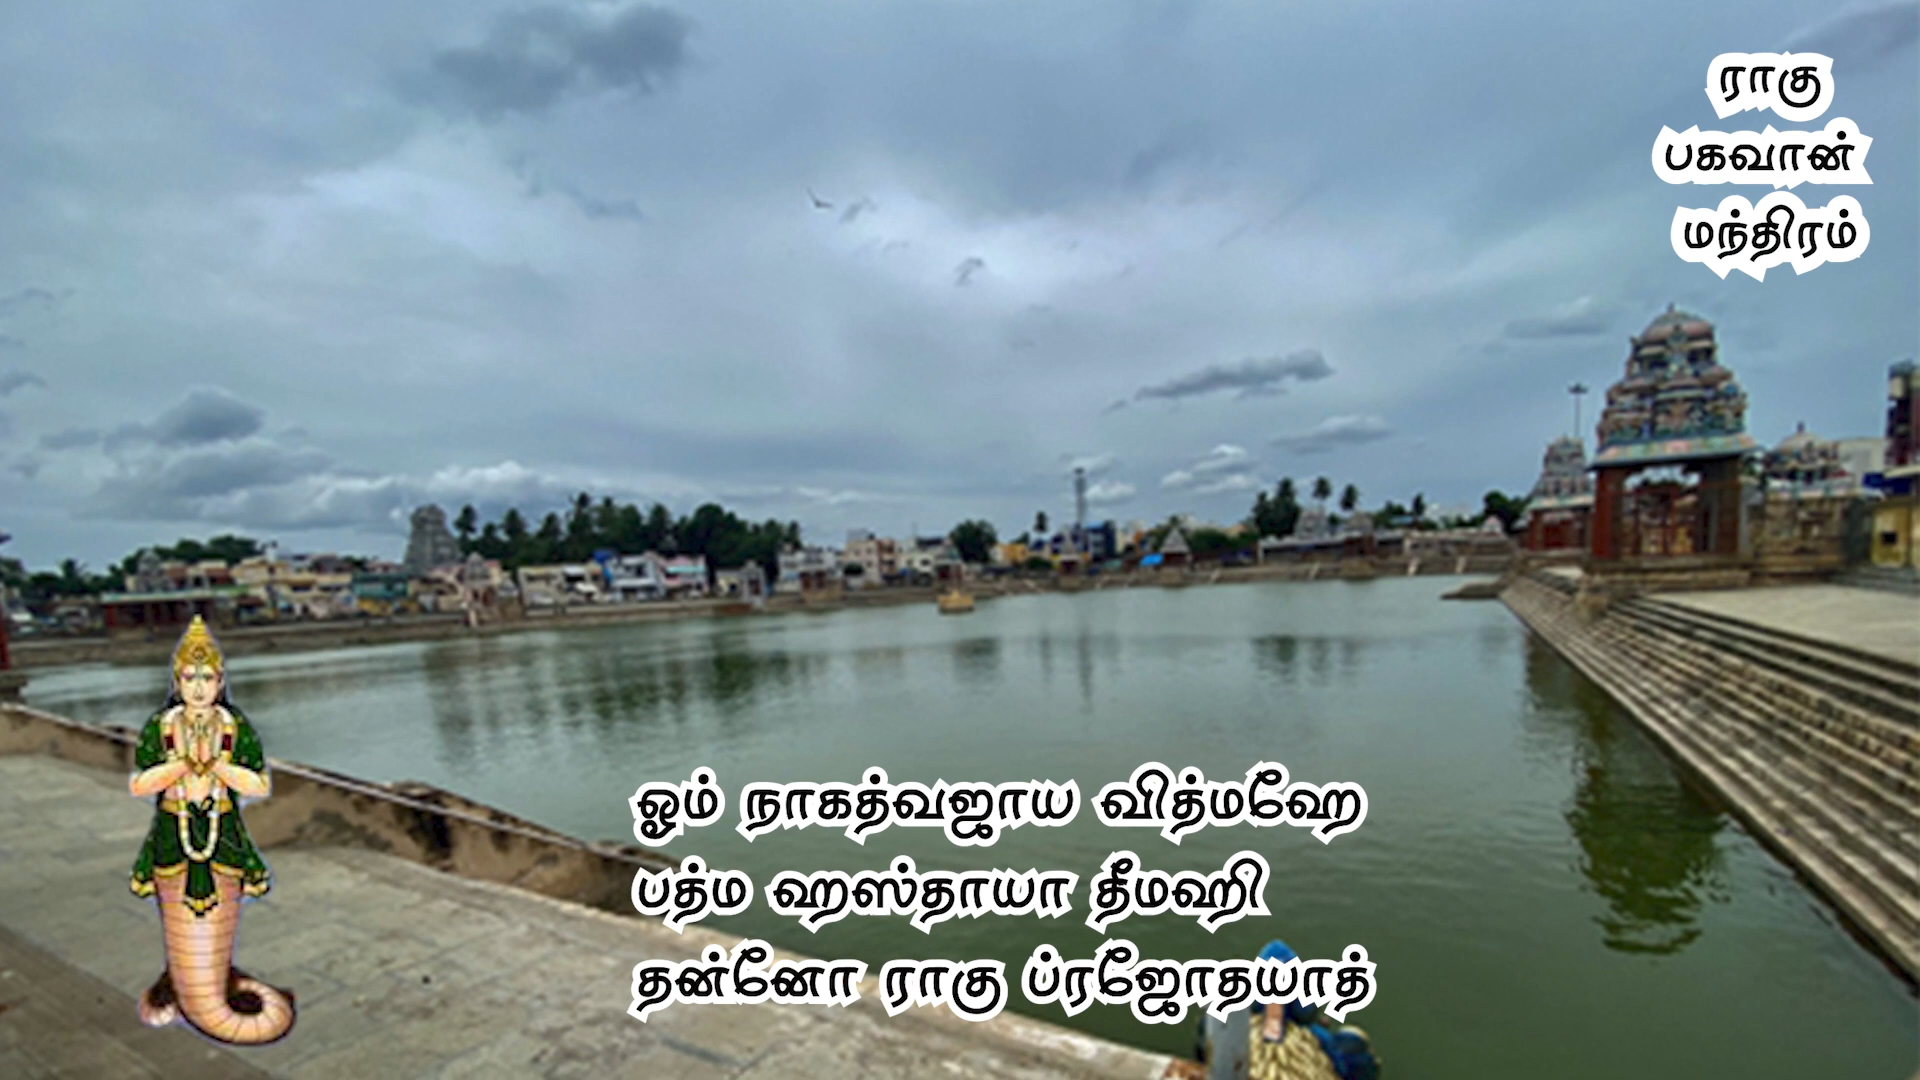 ராகு
பகவான்
மந்திரம்
ஓம் நாகத்வஜாய வித்மஹே
பத்ம ஹஸ்தாயா தீமஹி
தன்னோ ராகு ப்ரஜோதயாத்